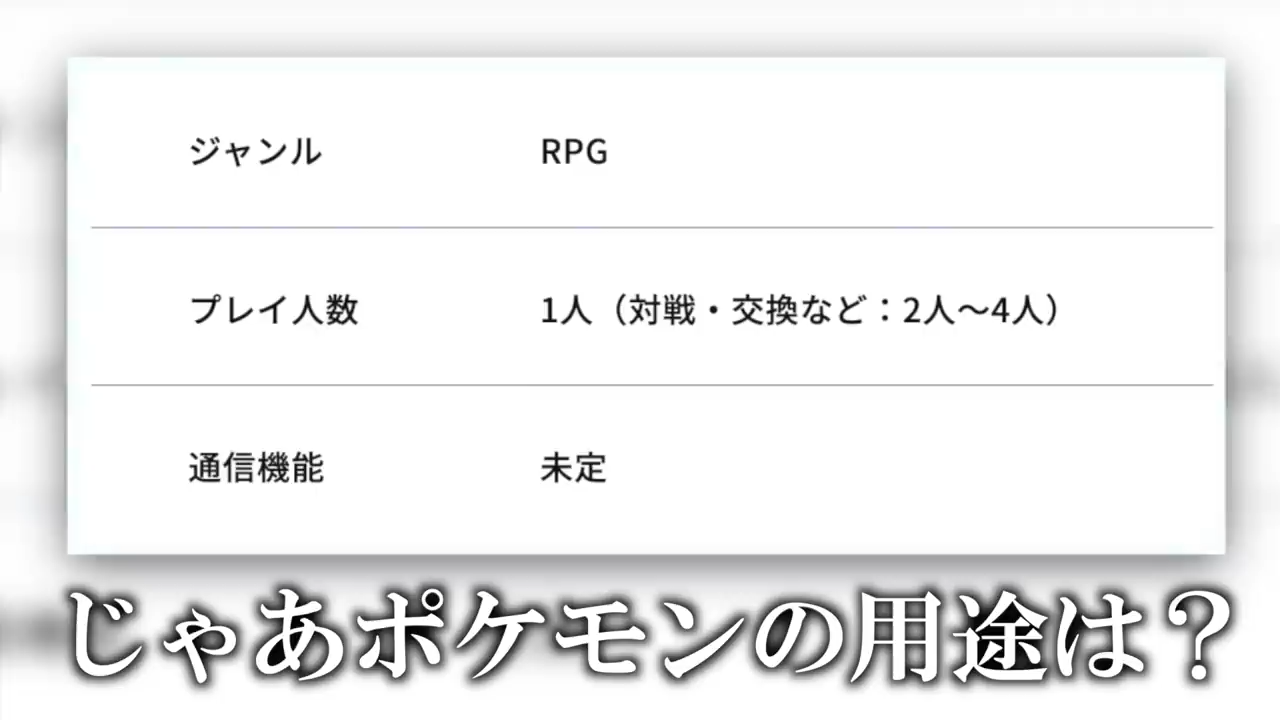 ジャンル RPG
プレイ人数 1人（対戦・交換など：2人～4人）
通信機能 未定
じゃあポケモンの用途は？